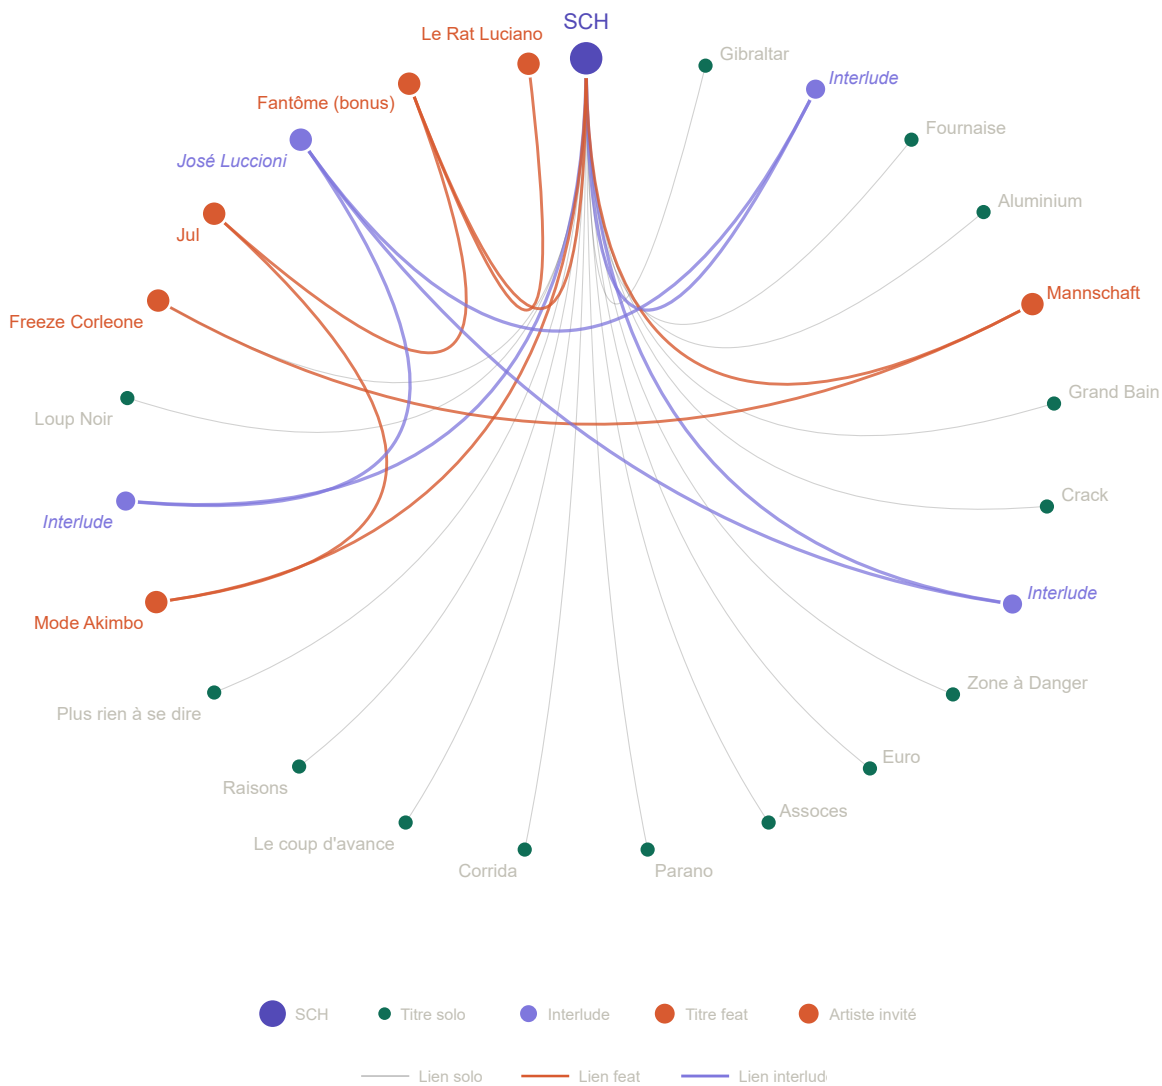 SCH
Le Rat Luciano
Gibraltar
Interlude
Fantôme (bonus)
Fournaise
José Luccioni
Aluminium
Jul
Mannschaft
Freeze Corleone
Grand Bain
Loup Noir
Crack
Interlude
Interlude
Mode Akimbo
Zone à Danger
Plus rien à se dire
Euro
Raisons
Assoces
Le coup d'avance
Corrida
Parano
SCH
Titre solo
Interlude
Titre feat
Artiste invité
Lien solo
Lien feat
Lien interlud